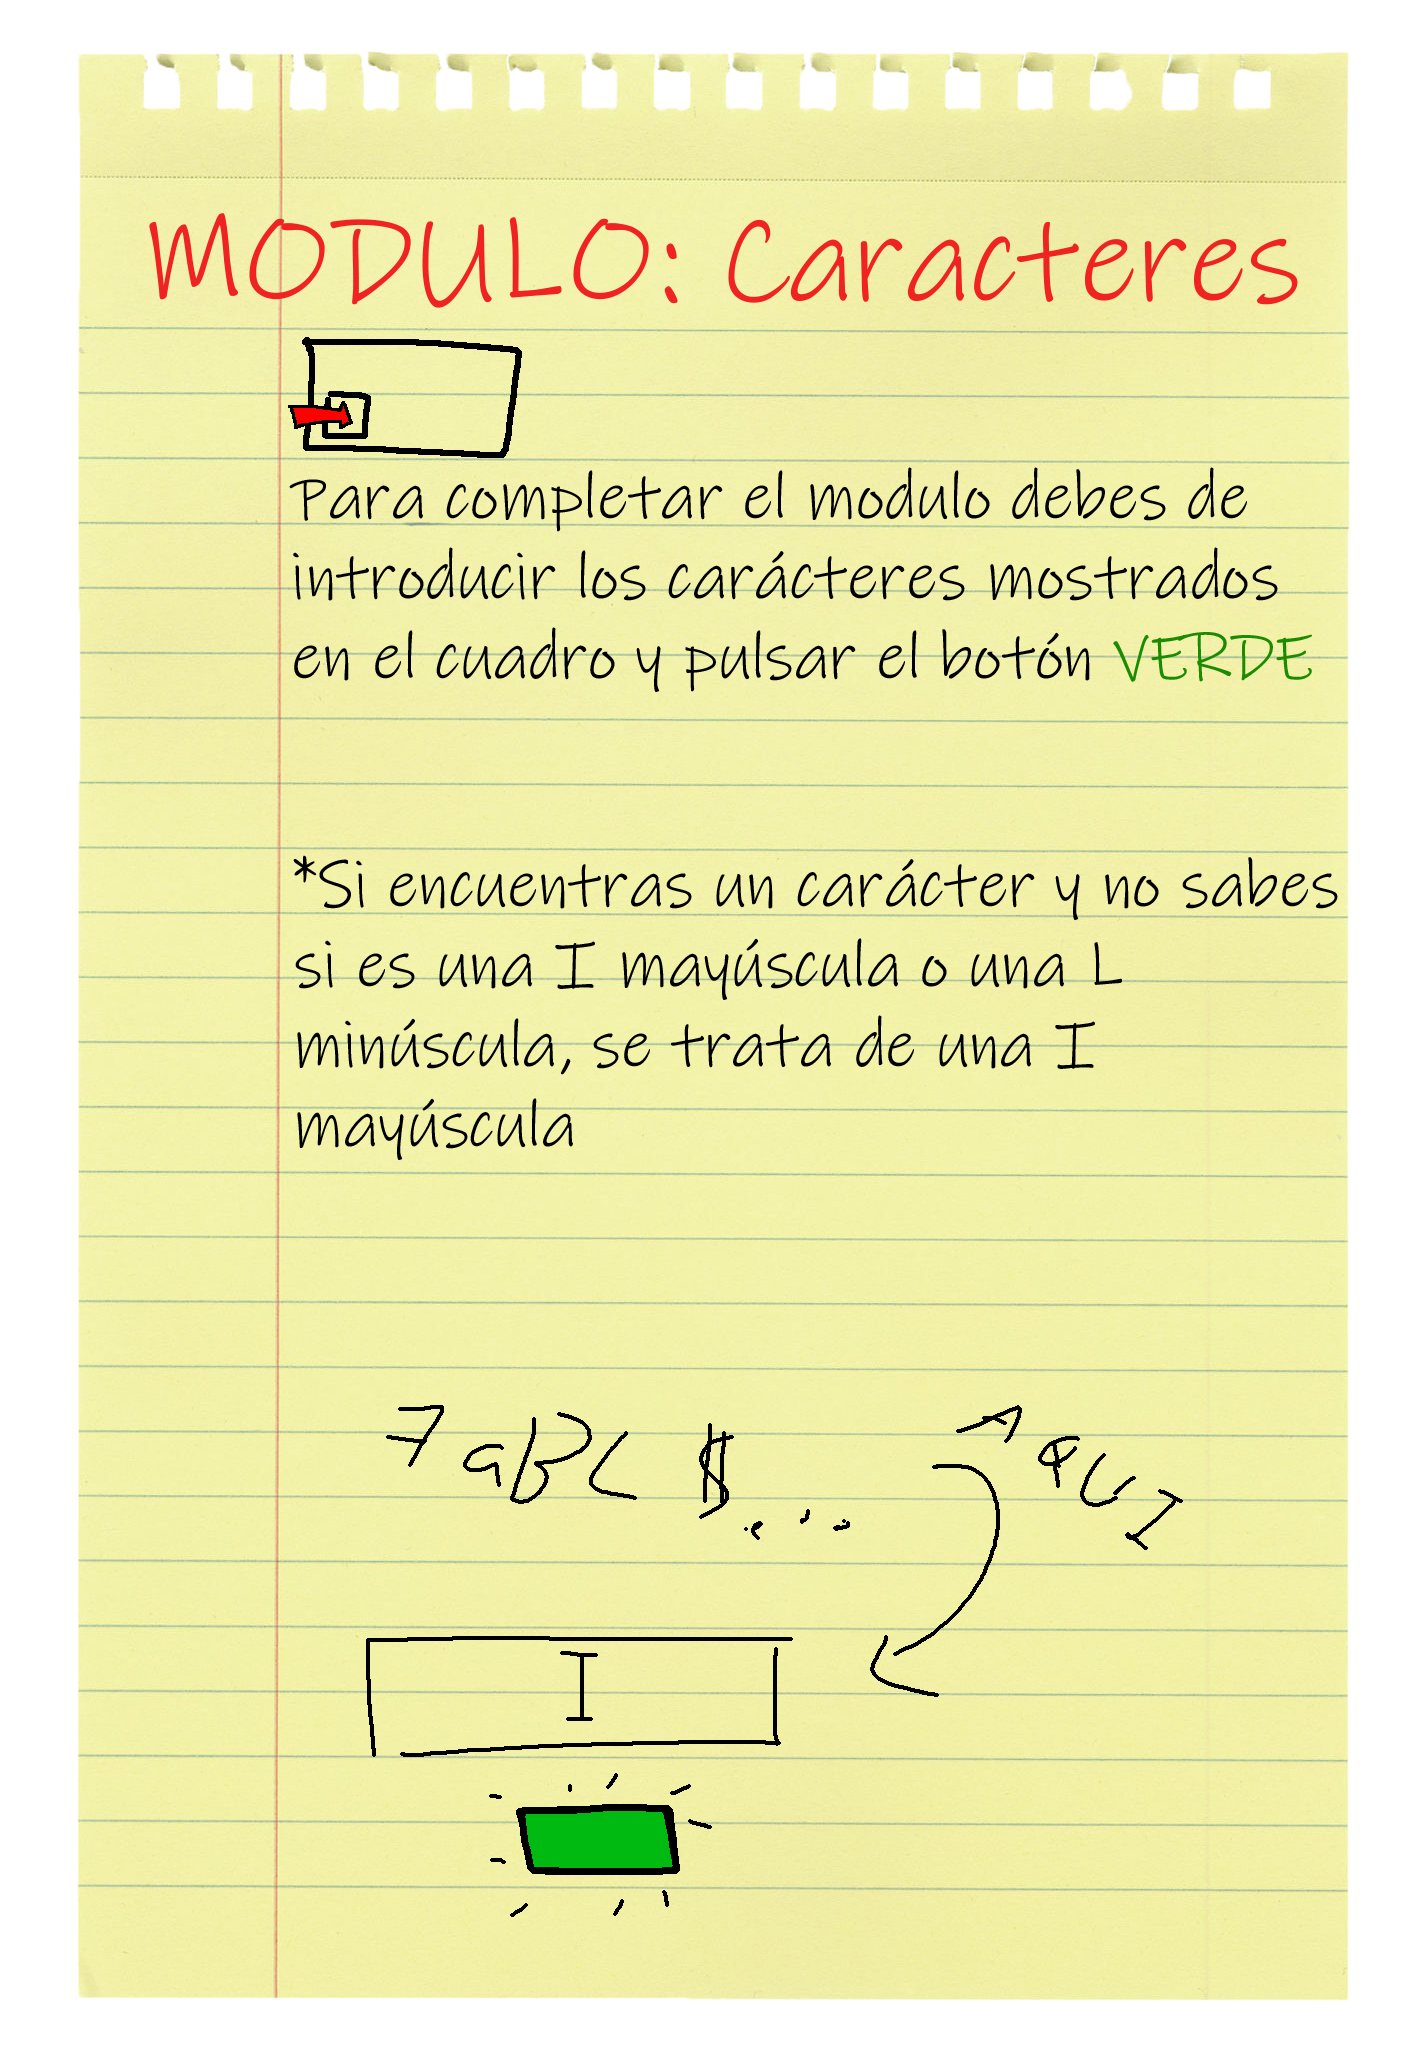 MODULO: Caracteres
Para completar el modulo debes de
introducir los carácteres mostrados
en el cuadro y pulsar el botón VERDE
*Si encuentras un carácter y no sabes
si es una I mayúscula o una L
minúscula, se trata de una I
mayúscula
7aBC $...
AQUI
I